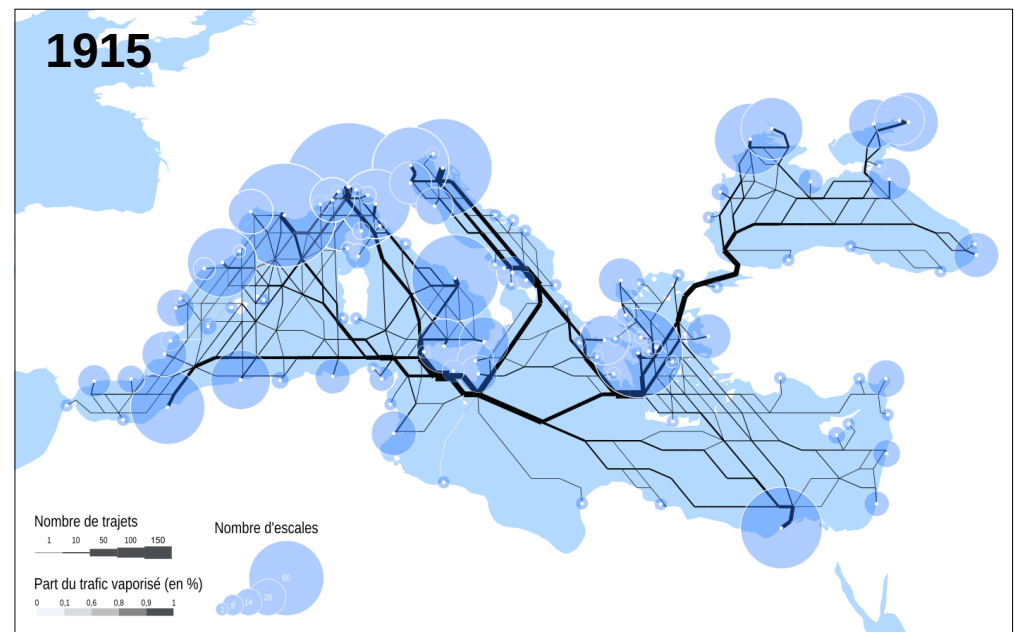 1915
Nombre de trajets
1 10 50 100 150
Part du trafic vaporisé (en %)
0 0,1 0,6 0,8 0,9 1
Nombre d'escales
1 8 14 28 60